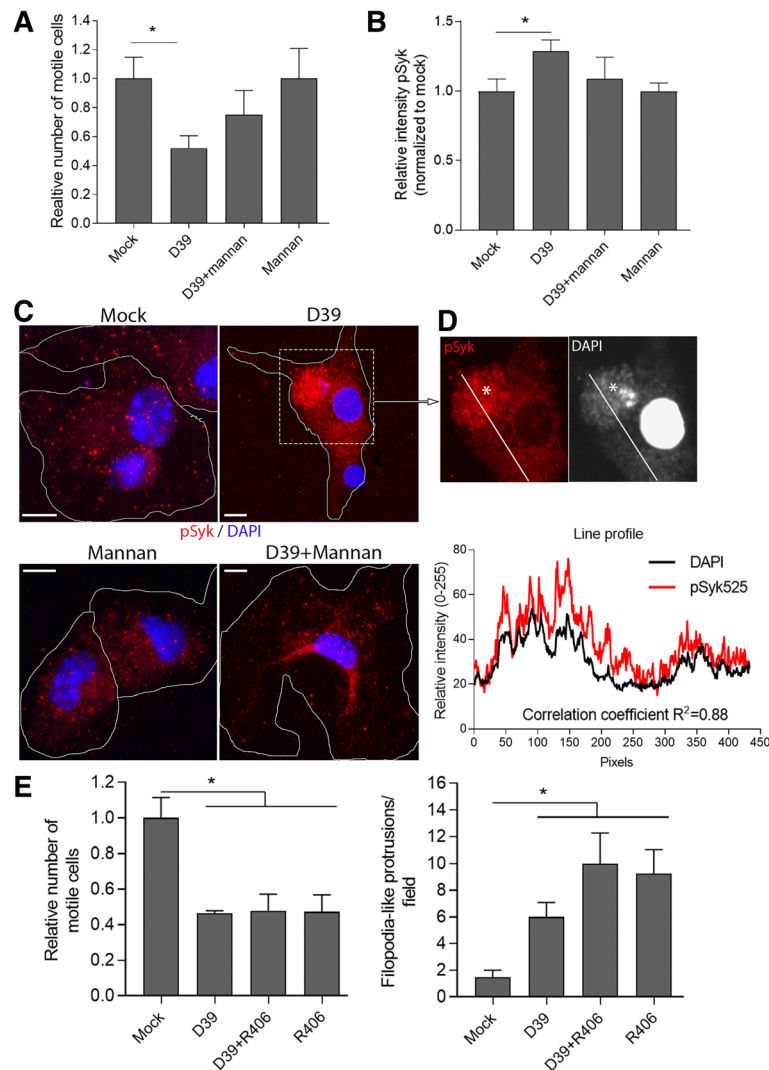 A
Realtive number of motile cells
1.2
1.0
0.8
0.6
0.4
0.2
0.0
*
Mock
D39
D39+mannan
Mannan
B
Relative intensity pSyk
(normalized to mock)
1.5
1.0
0.5
0.0
*
Mock
D39
D39+mannan
Mannan
C
Mock
D39
C
pSyk / DAPI
Mannan
D39+Mannan
D
pSyk
*
DAPI
*
Line profile
Relative intensity (0-255)
80
60
40
20
0
DAPI
pSyk525
Correlation coefficient R²=0.88
0 50 100 150 200 250 300 350 400 450
Pixels
E
Relative number of
motile cells
1.2
1.0
0.8
0.6
0.4
0.2
0.0
*
Mock
D39
D39+R406
R406
Filopodia-like protrusions/
field
16
14
12
10
8
6
4
2
0
*
Mock
D39
D39+R406
R406